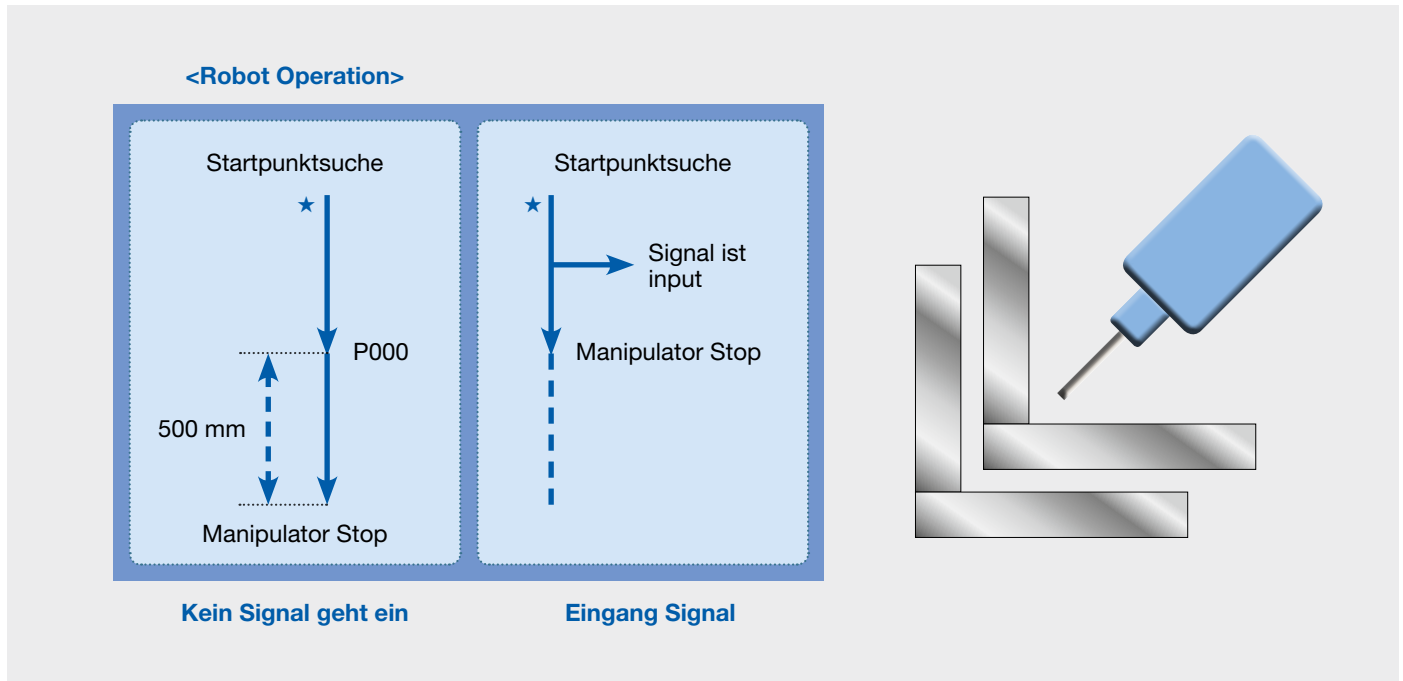 <Robot Operation>
Startpunktsuche
P000
500 mm
Manipulator Stop
Startpunktsuche
Signal ist
input
Manipulator Stop
Kein Signal geht ein
Eingang Signal